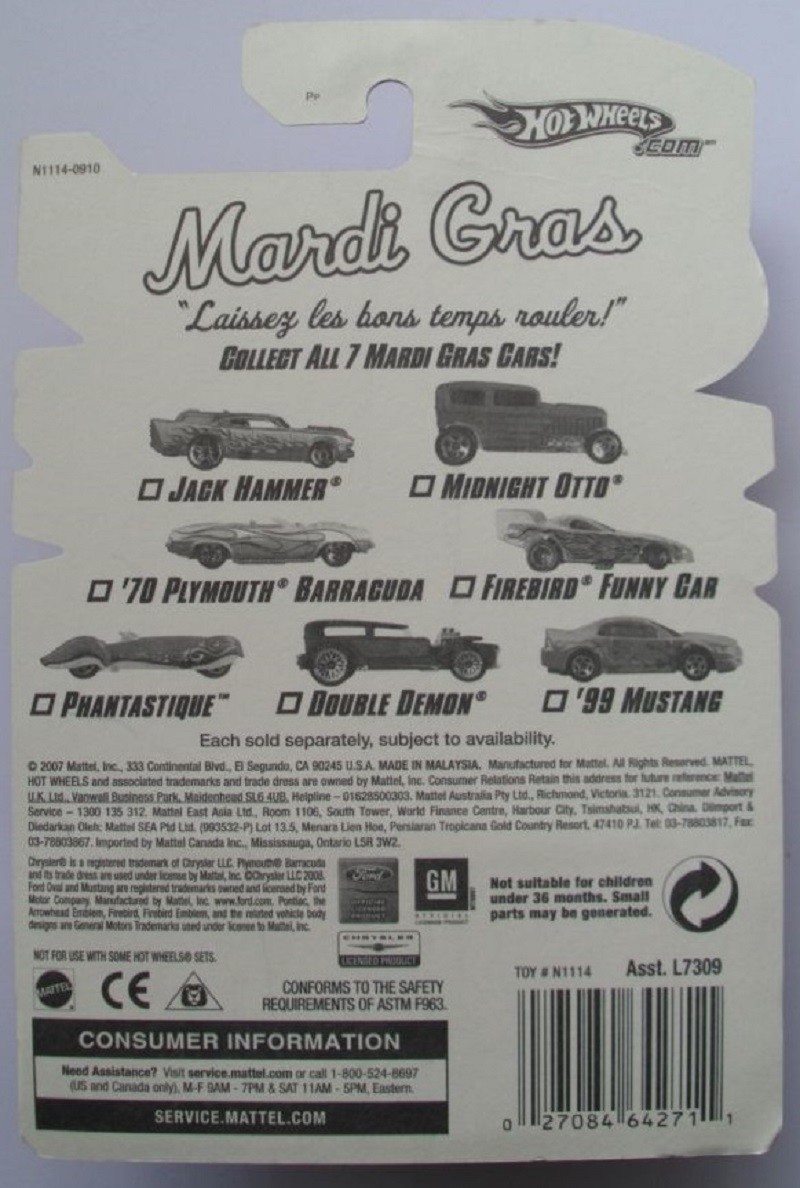 PP
HOT WHEELS
.COM™
N1114-0910
Mardi Gras
"Laissez les bons temps rouler!"
COLLECT ALL 7 MARDI GRAS CARS!
☐ JACK HAMMER® ☐ MIDNIGHT OTTO®
☐ '70 PLYMOUTH® BARRACUDA ☐ FIREBIRD® FUNNY CAR
☐ PHANTASTIQUE™ ☐ DOUBLE DEMON® ☐ '99 MUSTANG
Each sold separately, subject to availability.
© 2007 Mattel, Inc., 333 Continental Blvd., El Segundo, CA 90245 U.S.A. MADE IN MALAYSIA. Manufactured for Mattel. All Rights Reserved. MATTEL,
HOT WHEELS and associated trademarks and trade dress are owned by Mattel, Inc. Consumer Relations Retain this address for future reference: Mattel
U.K. Ltd., Vanwall Business Park, Maidenhead SL6 4UB. Helpline – 01628500303. Mattel Australia Pty Ltd., Richmond, Victoria. 3121. Consumer Advisory
Service – 1300 135 312. Mattel East Asia Ltd., Room 1106, South Tower, World Finance Centre, Harbour City, Tsimshatsui, HK, China. Diimport &
Diedarkan Oleh: Mattel SEA Ptd Ltd. (993532-P) Lot 13.5, Menara Lien Hoe, Persiaran Tropicana Gold Country Resort, 47410 PJ. Tel: 03-78803817, Fax:
03-78803867. Imported by Mattel Canada Inc., Mississauga, Ontario L5R 3W2.
Chrysler® is a registered trademark of Chrysler LLC. Plymouth® Barracuda
and its trade dress are used under license by Mattel, Inc. ©Chrysler LLC 2008.
Ford Oval and Mustang are registered trademarks owned and licensed by Ford
Motor Company. Manufactured by Mattel, Inc. www.ford.com. Pontiac, the
Arrowhead Emblem, Firebird, Firebird Emblem, and the related vehicle body
designs are General Motors Trademarks used under license to Mattel, Inc.
Ford
OFFICIAL
LICENSED
PRODUCT
GM
OFFICIAL
LICENSED PRODUCT
CHRYSLER
LICENSED PRODUCT
Not suitable for children
under 36 months. Small
parts may be generated.
NOT FOR USE WITH SOME HOT WHEELS® SETS.
MATTEL
CE
CONFORMS TO THE SAFETY
REQUIREMENTS OF ASTM F963.
TOY # N1114 Asst. L7309
CONSUMER INFORMATION
Need Assistance? Visit service.mattel.com or call 1-800-524-8697
(US and Canada only), M-F 9AM - 7PM & SAT 11AM - 5PM, Eastern.
SERVICE.MATTEL.COM
0 27084 64271 1